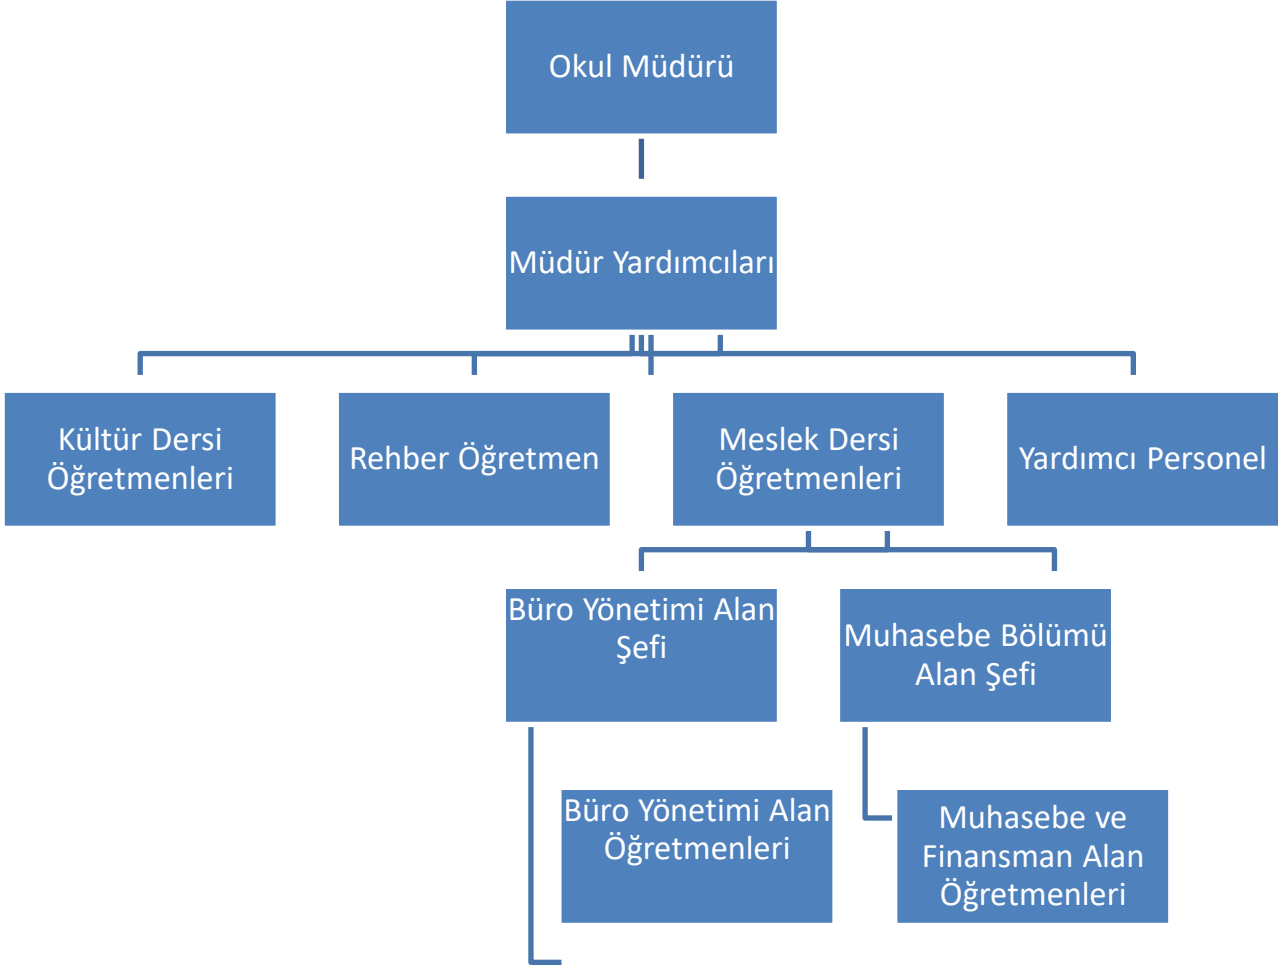 Okul Müdürü
Müdür Yardımcıları
Kültür Dersi
Öğretmenleri
Rehber Öğretmen
Meslek Dersi
Öğretmenleri
Yardımcı Personel
Büro Yönetimi Alan
Şefi
Muhasebe Bölümü
Alan Şefi
Büro Yönetimi Alan
Öğretmenleri
Muhasebe ve
Finansman Alan
Öğretmenleri